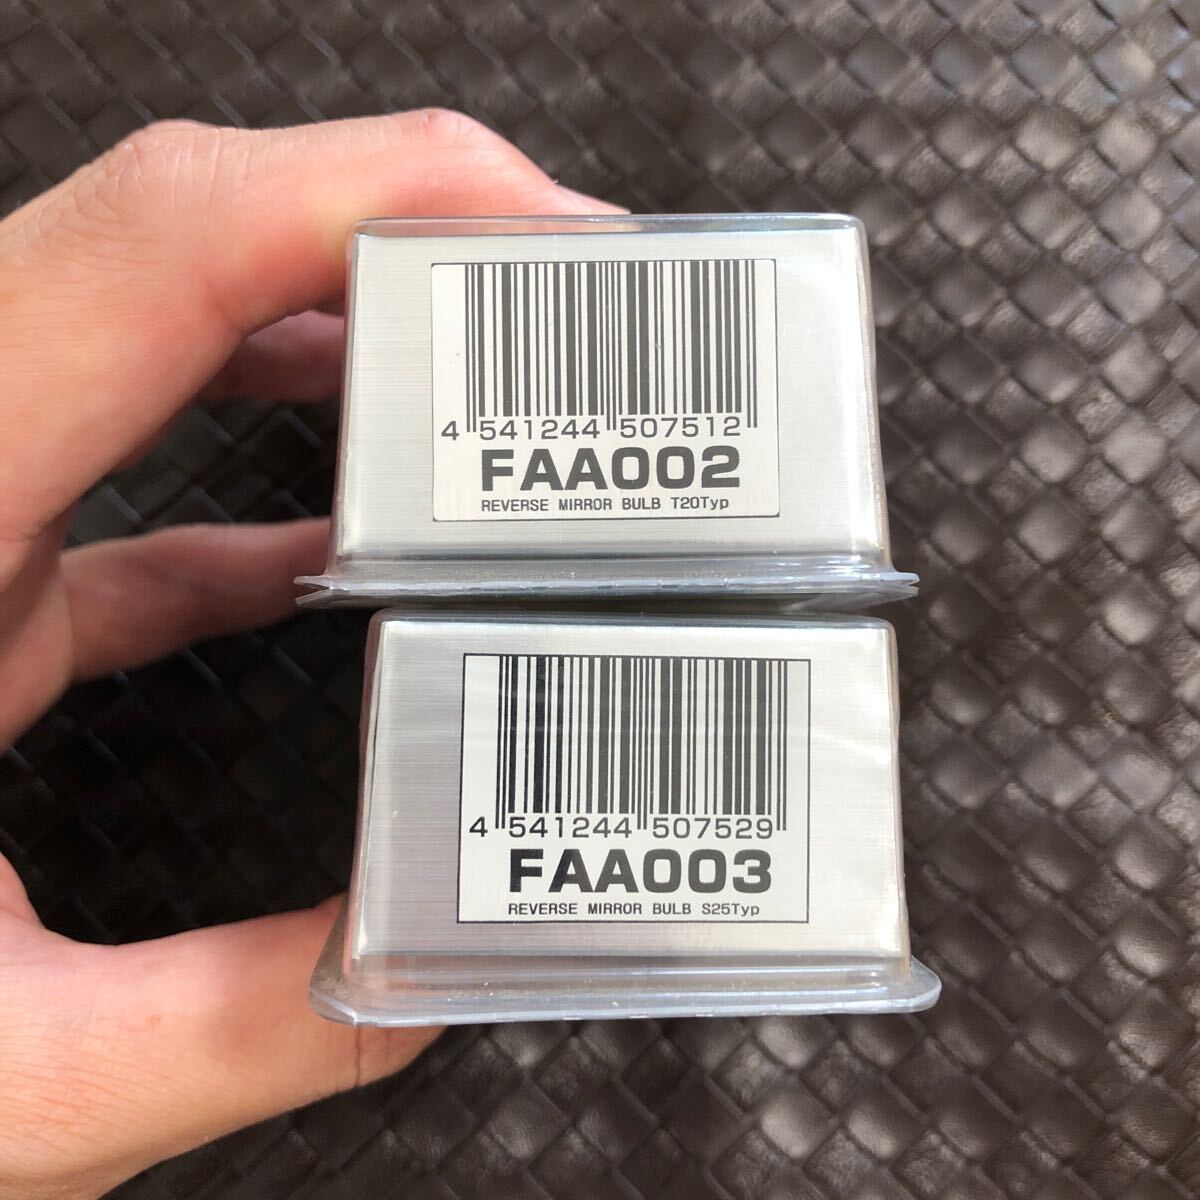 4 541244 507512
FAA002
REVERSE MIRROR BULB T20Typ
4 541244 507529
FAA003
REVERSE MIRROR BULB S25Typ